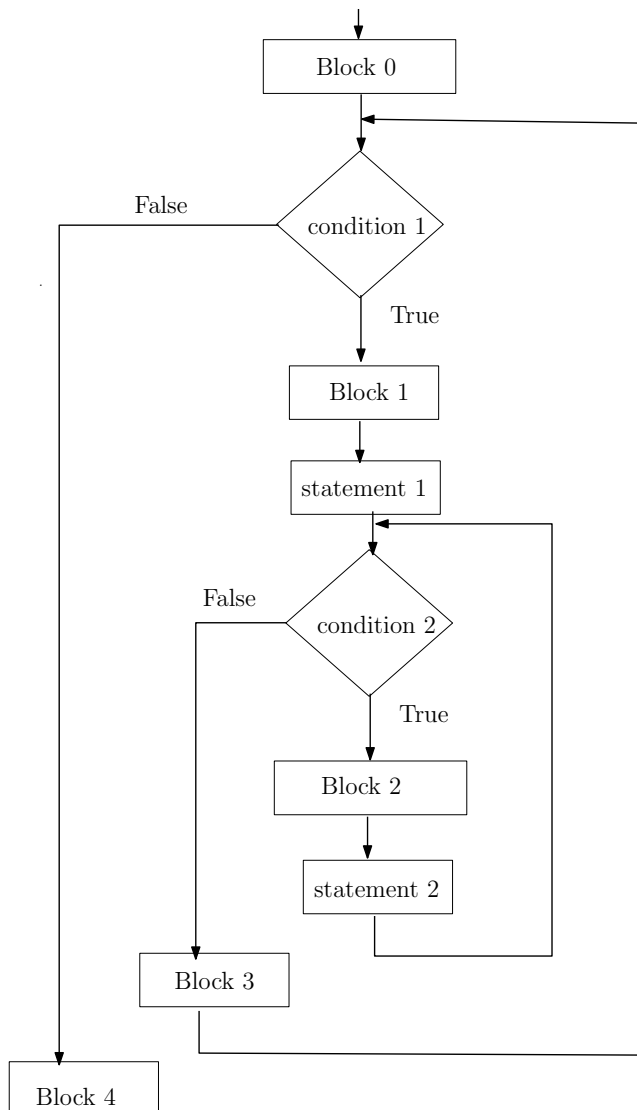 Block 0
condition 1
False
True
Block 1
statement 1
condition 2
False
True
Block 2
statement 2
Block 3
Block 4